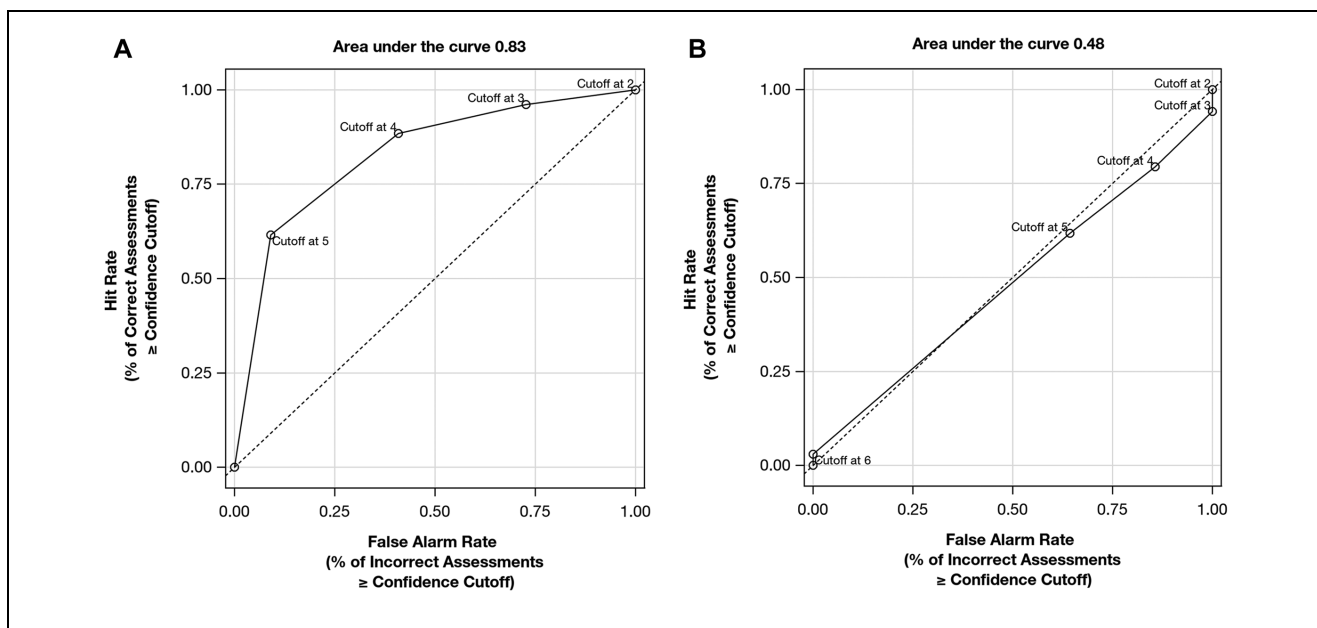 A
Area under the curve 0.83
Hit Rate
(% of Correct Assessments
≥ Confidence Cutoff)
1.00
0.75
0.50
0.25
0.00
Cutoff at 2
Cutoff at 3
Cutoff at 4
Cutoff at 5
0.00 0.25 0.50 0.75 1.00
False Alarm Rate
(% of Incorrect Assessments
≥ Confidence Cutoff)
B
Area under the curve 0.48
Hit Rate
(% of Correct Assessments
≥ Confidence Cutoff)
1.00
0.75
0.50
0.25
0.00
Cutoff at 2
Cutoff at 3
Cutoff at 4
Cutoff at 5
Cutoff at 6
0.00 0.25 0.50 0.75 1.00
False Alarm Rate
(% of Incorrect Assessments
≥ Confidence Cutoff)